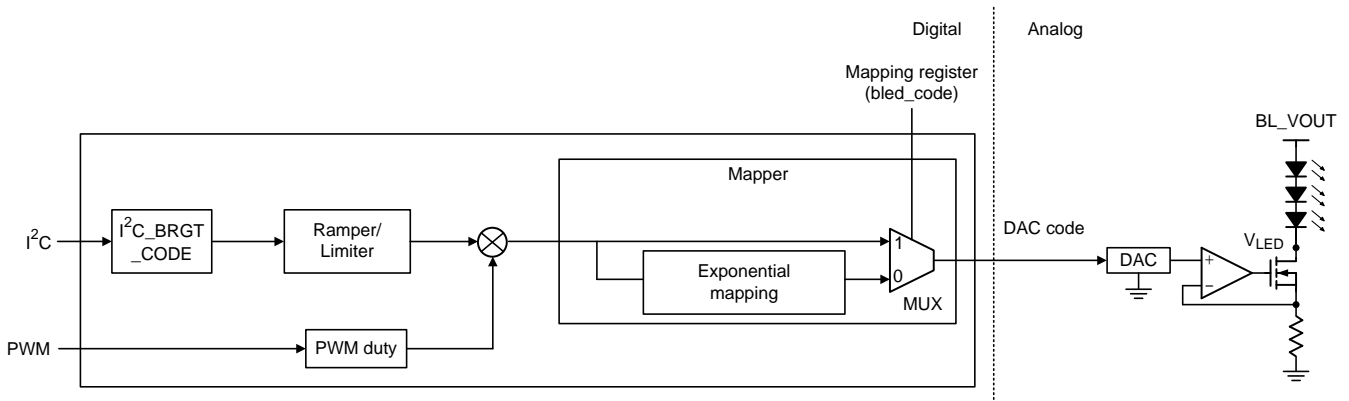 Digital
Analog
Mapping register
(bled_code)
BL_VOUT
Mapper
I²C
I²C_BRGT
_CODE
Ramper/
Limiter
1
DAC code
VLED
DAC
+
−
Exponential
mapping
0
MUX
PWM
PWM duty